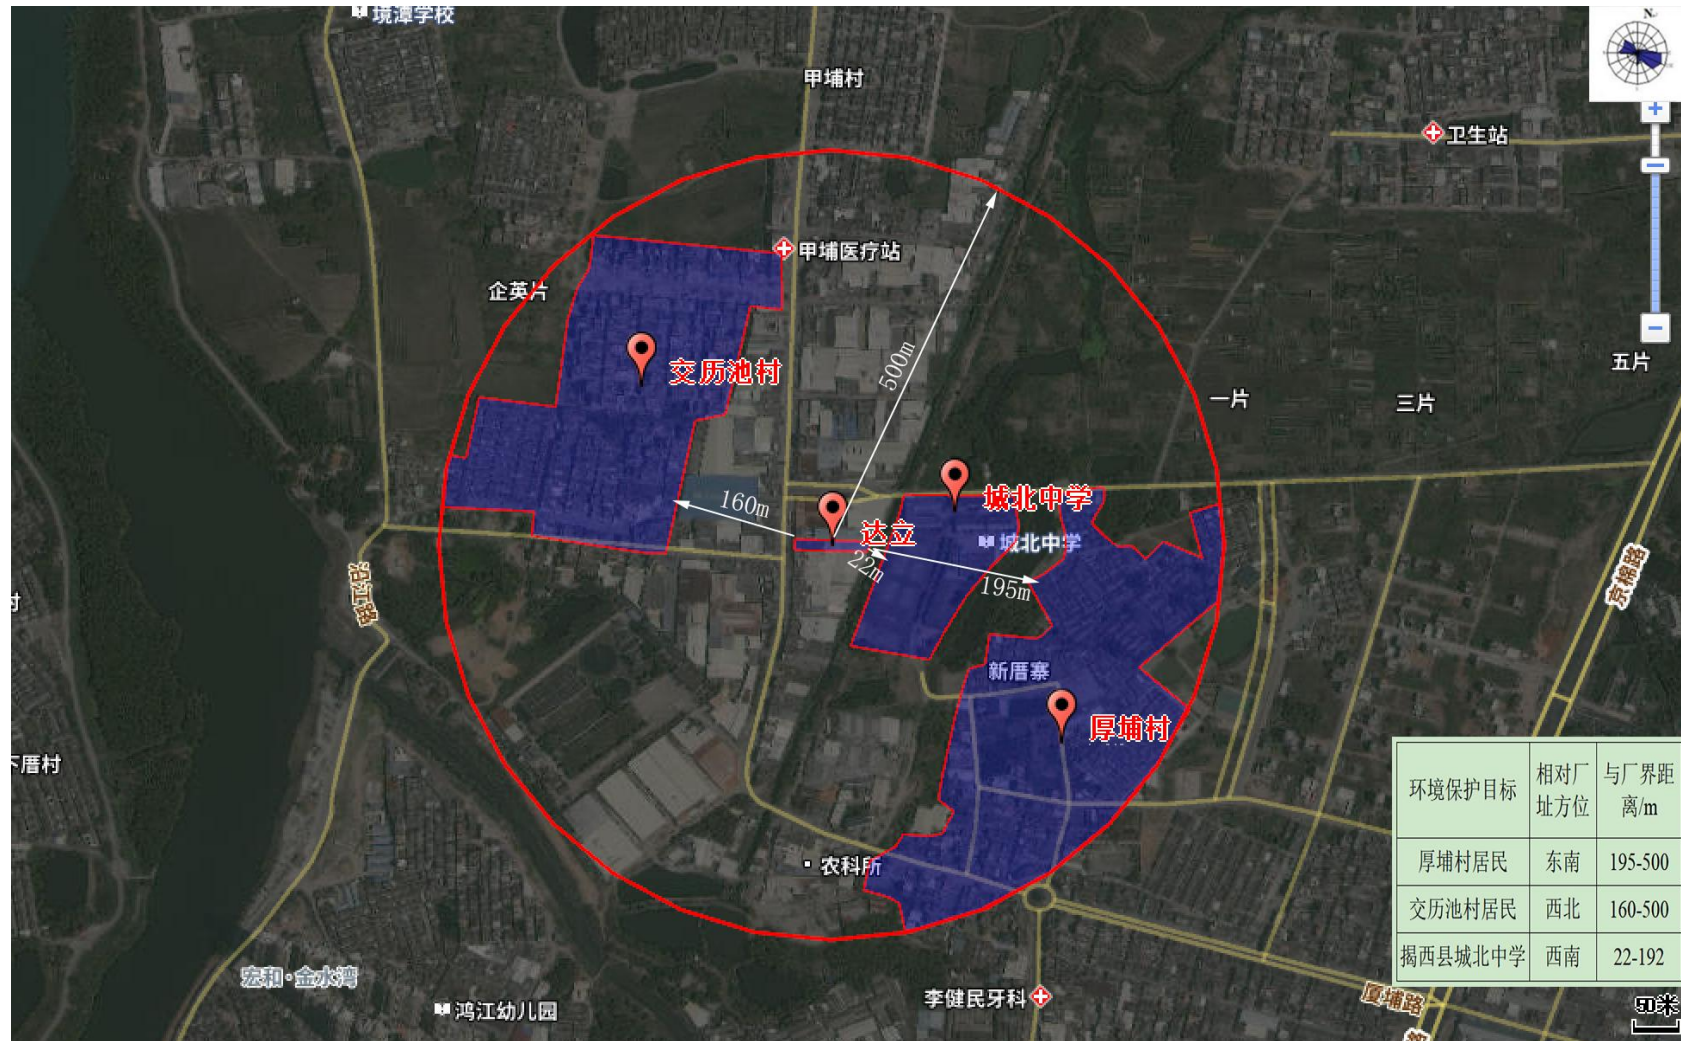 境潭学校
N
甲埔村
卫生站
甲埔医疗站
企英片
500m
五片
交历池村
一片
三片
160m
城北中学
达立
城北中学
22m
195m
沿江路
京棉路
新厝寨
厚埔村
下厝村
村
农科所
环境保护目标
相对厂址方位
与厂界距离/m
厚埔村居民 东南 195-500
交历池村居民 西北 160-500
揭西县城北中学 西南 22-192
宏和·金水湾
鸿江幼儿园
李健民牙科
厦埔路
路
50米